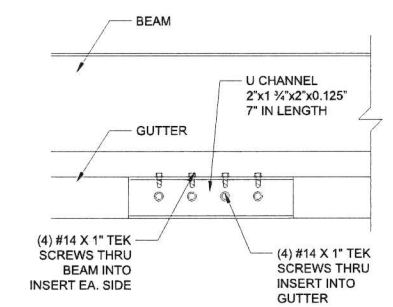 BEAM
U CHANNEL
2"x1 ¾"x2"x0.125"
7" IN LENGTH
GUTTER
(4) #14 X 1" TEK
SCREWS THRU
BEAM INTO
INSERT EA. SIDE
(4) #14 X 1" TEK
SCREWS THRU
INSERT INTO
GUTTER